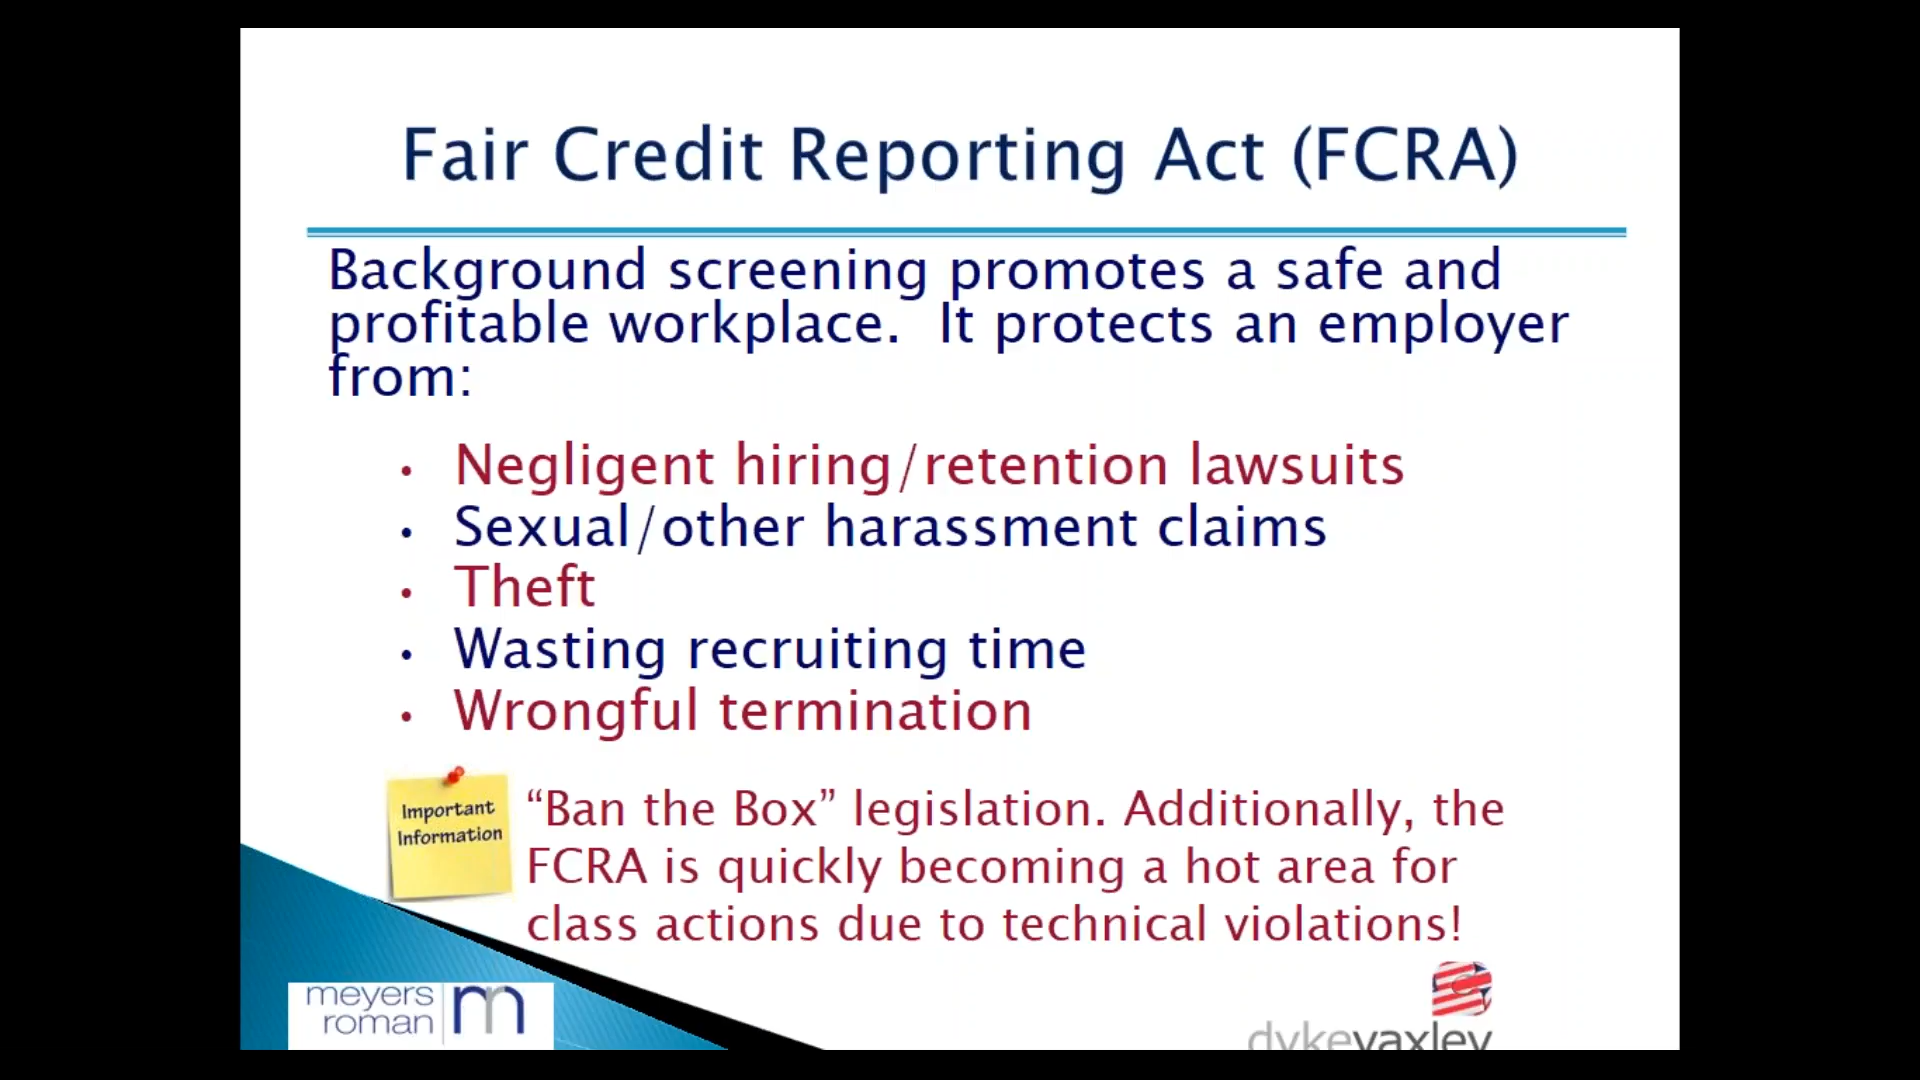 Fair Credit Reporting Act (FCRA)
Background screening promotes a safe and
profitable workplace.  It protects an employer
from:
• Negligent hiring/retention lawsuits
• Sexual/other harassment claims
• Theft
• Wasting recruiting time
• Wrongful termination
Important
Information
“Ban the Box” legislation. Additionally, the
FCRA is quickly becoming a hot area for
class actions due to technical violations!
meyers
roman
m
dykeyaxley